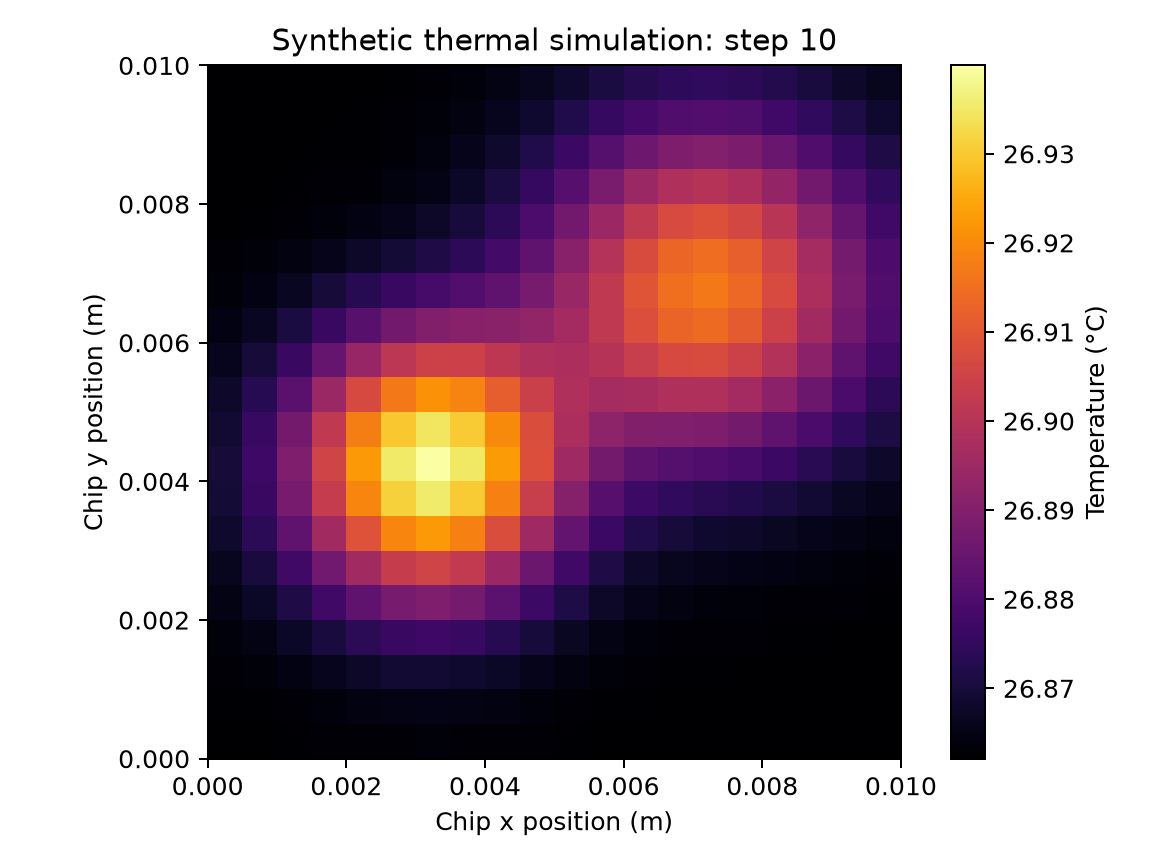 Synthetic thermal simulation: step 10
0.010
0.008
0.006
0.004
0.002
0.000
Chip y position (m)
0.000 0.002 0.004 0.006 0.008 0.010
Chip x position (m)
26.93
26.92
26.91
26.90
26.89
26.88
26.87
Temperature (°C)